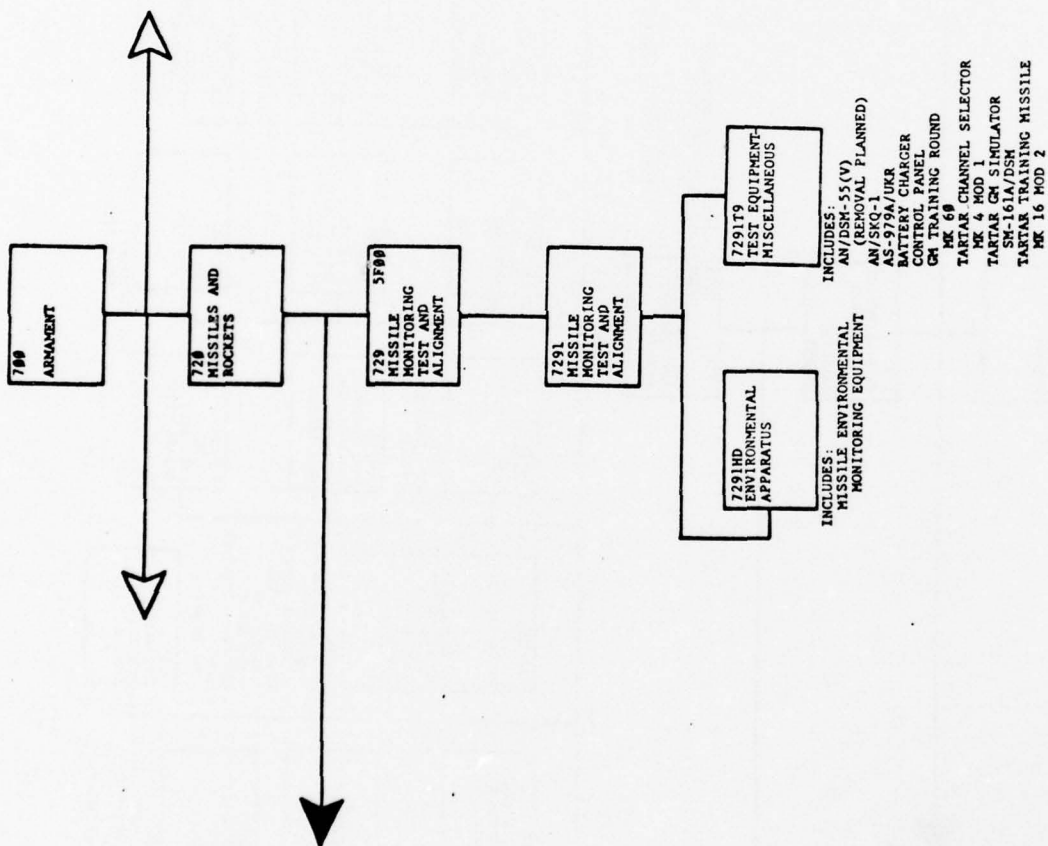 700
ARMAMENT
720
MISSILES AND
ROCKETS
729 5F00
MISSILE
MONITORING
TEST AND
ALIGNMENT
7291
MISSILE
MONITORING
TEST AND
ALIGNMENT
7291HD
ENVIRONMENTAL
APPARATUS
INCLUDES:
MISSILE ENVIRONMENTAL
MONITORING EQUIPMENT
7291T9
TEST EQUIPMENT-
MISCELLANEOUS
INCLUDES:
AN/DSM-55(V)
(REMOVAL PLANNED)
AN/SKQ-1
AS-979A/UKR
BATTERY CHARGER
CONTROL PANEL
GM TRAINING ROUND
MK 60
TARTAR CHANNEL SELECTOR
MK 4 MOD 1
TARTAR GM SIMULATOR
SM-161A/DSM
TARTAR TRAINING MISSILE
MK 16 MOD 2